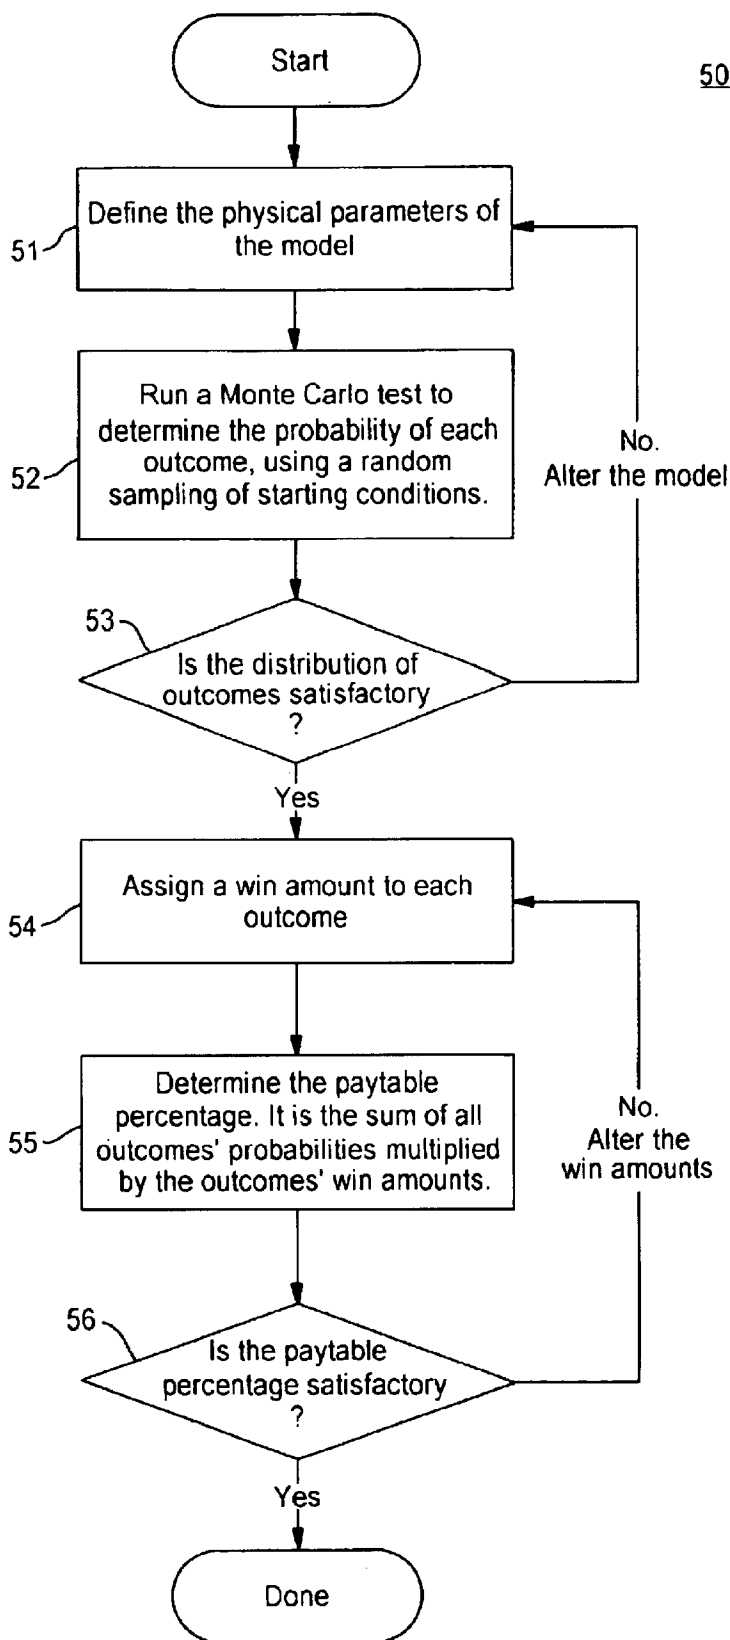 Start
50
Define the physical parameters of
the model
51
Run a Monte Carlo test to
determine the probability of each
outcome, using a random
sampling of starting conditions.
52
No.
Alter the model
53
Is the distribution of
outcomes satisfactory
?
Yes
Assign a win amount to each
outcome
54
Determine the paytable
percentage. It is the sum of all
outcomes' probabilities multiplied
by the outcomes' win amounts.
55
No.
Alter the
win amounts
56
Is the paytable
percentage satisfactory
?
Yes
Done